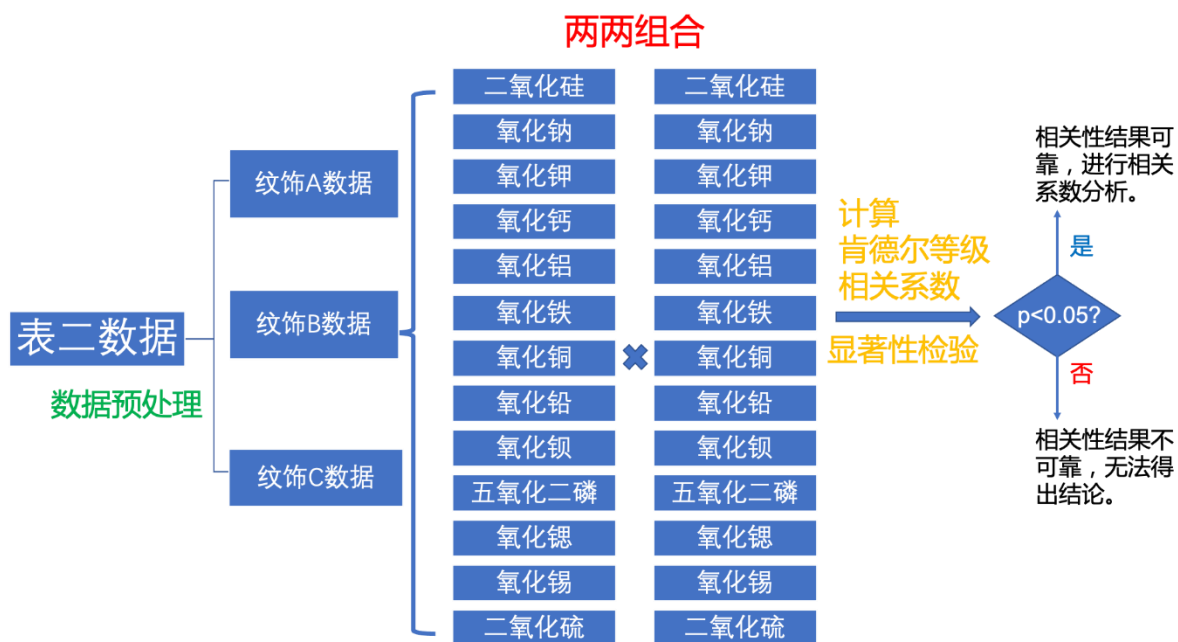 两两组合
表二数据
数据预处理
纹饰A数据
纹饰B数据
纹饰C数据
二氧化硅
氧化钠
氧化钾
氧化钙
氧化铝
氧化铁
氧化铜
氧化铅
氧化钡
五氧化二磷
氧化锶
氧化锡
二氧化硫
二氧化硅
氧化钠
氧化钾
氧化钙
氧化铝
氧化铁
氧化铜
氧化铅
氧化钡
五氧化二磷
氧化锶
氧化锡
二氧化硫
计算
肯德尔等级
相关系数
显著性检验
相关性结果可
靠，进行相关
系数分析。
是
p<0.05?
否
相关性结果不
可靠，无法得
出结论。